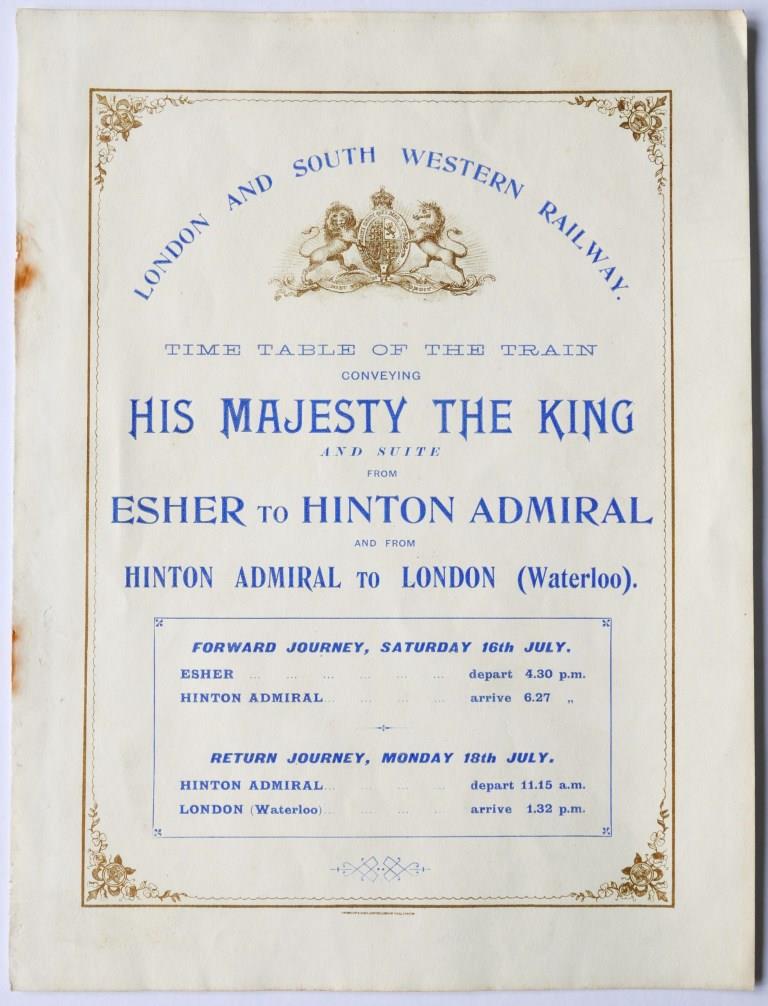 LONDON AND SOUTH WESTERN RAILWAY.
TIME TABLE OF THE TRAIN
CONVEYING
HIS MAJESTY THE KING
AND SUITE
FROM
ESHER TO HINTON ADMIRAL
AND FROM
HINTON ADMIRAL TO LONDON (Waterloo).
FORWARD JOURNEY, SATURDAY 16th JULY.
ESHER ... ... ... ... ... ... depart 4.30 p.m.
HINTON ADMIRAL... ... ... ... arrive 6.27 „
RETURN JOURNEY, MONDAY 18th JULY.
HINTON ADMIRAL... ... ... ... depart 11.15 a.m.
LONDON (Waterloo)... ... ... ... arrive 1.32 p.m.